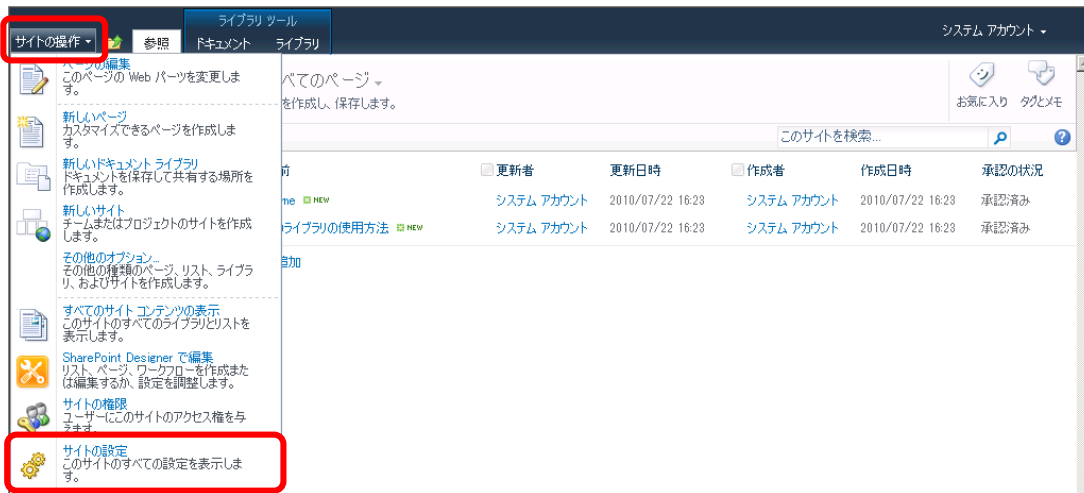 ライブラリ ツール
サイトの操作
参照
ドキュメント
ライブラリ
システム アカウント
ページの編集
このページの Web パーツを変更しま
す。
新しいページ
カスタマイズできるページを作成しま
す。
新しいドキュメント ライブラリ
ドキュメントを保存して共有する場所を
作成します。
新しいサイト
チームまたはプロジェクトのサイトを作成
します。
その他のオプション...
その他の種類のページ、リスト、ライブラ
リ、およびサイトを作成します。
すべてのサイト コンテンツの表示
このサイトのすべてのライブラリとリストを
表示します。
SharePoint Designer で編集
リスト、ページ、ワークフローを作成また
は編集するか、設定を調整します。
サイトの権限
ユーザーにこのサイトのアクセス権を与
えます。
サイトの設定
このサイトのすべての設定を表示しま
す。
べてのページ
を作成し、保存します。
お気に入り
タグとメモ
このサイトを検索...
前 更新者 更新日時 作成者 作成日時 承認の状況
me NEW システム アカウント 2010/07/22 16:23 システム アカウント 2010/07/22 16:23 承認済み
ライブラリの使用方法 NEW システム アカウント 2010/07/22 16:23 システム アカウント 2010/07/22 16:23 承認済み
追加